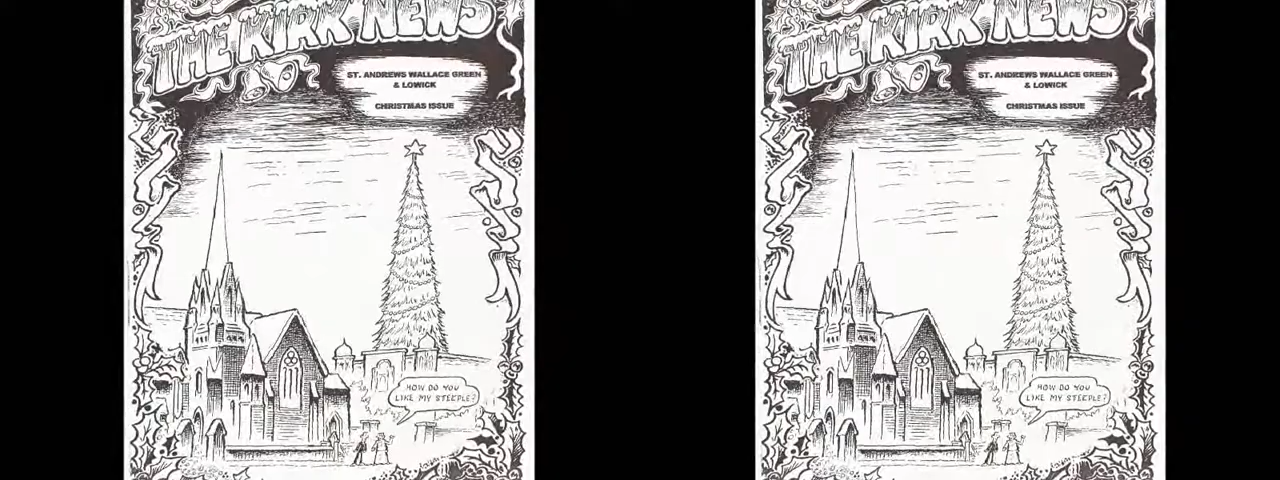 THE KIRK NEWS
ST. ANDREWS WALLACE GREEN
& LOWICK
CHRISTMAS ISSUE
HOW DO YOU
LIKE MY STEEPLE?
THE KIRK NEWS
ST. ANDREWS WALLACE GREEN
& LOWICK
CHRISTMAS ISSUE
HOW DO YOU
LIKE MY STEEPLE?